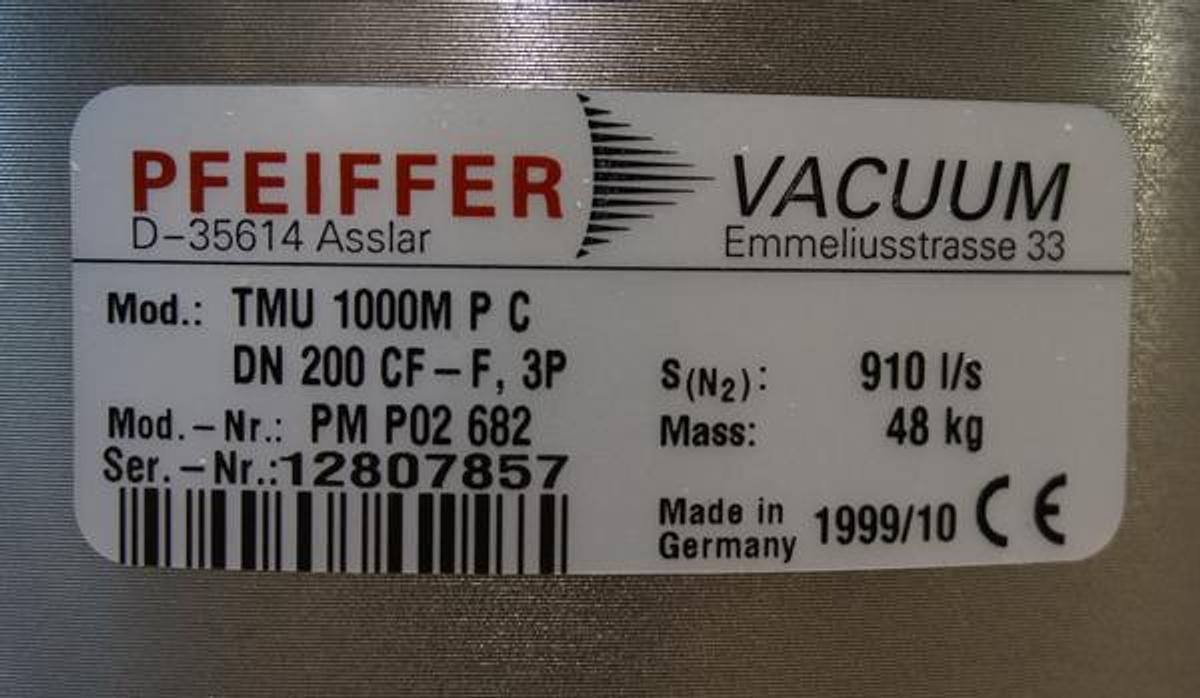 PFEIFFER VACUUM
D-35614 Asslar Emmeliusstrasse 33
Mod.: TMU 1000M P C
DN 200 CF-F, 3P S(N₂): 910 l/s
Mod.-Nr.: PM P02 682 Mass: 48 kg
Ser.-Nr.:12807857
Made in Germany 1999/10 CE